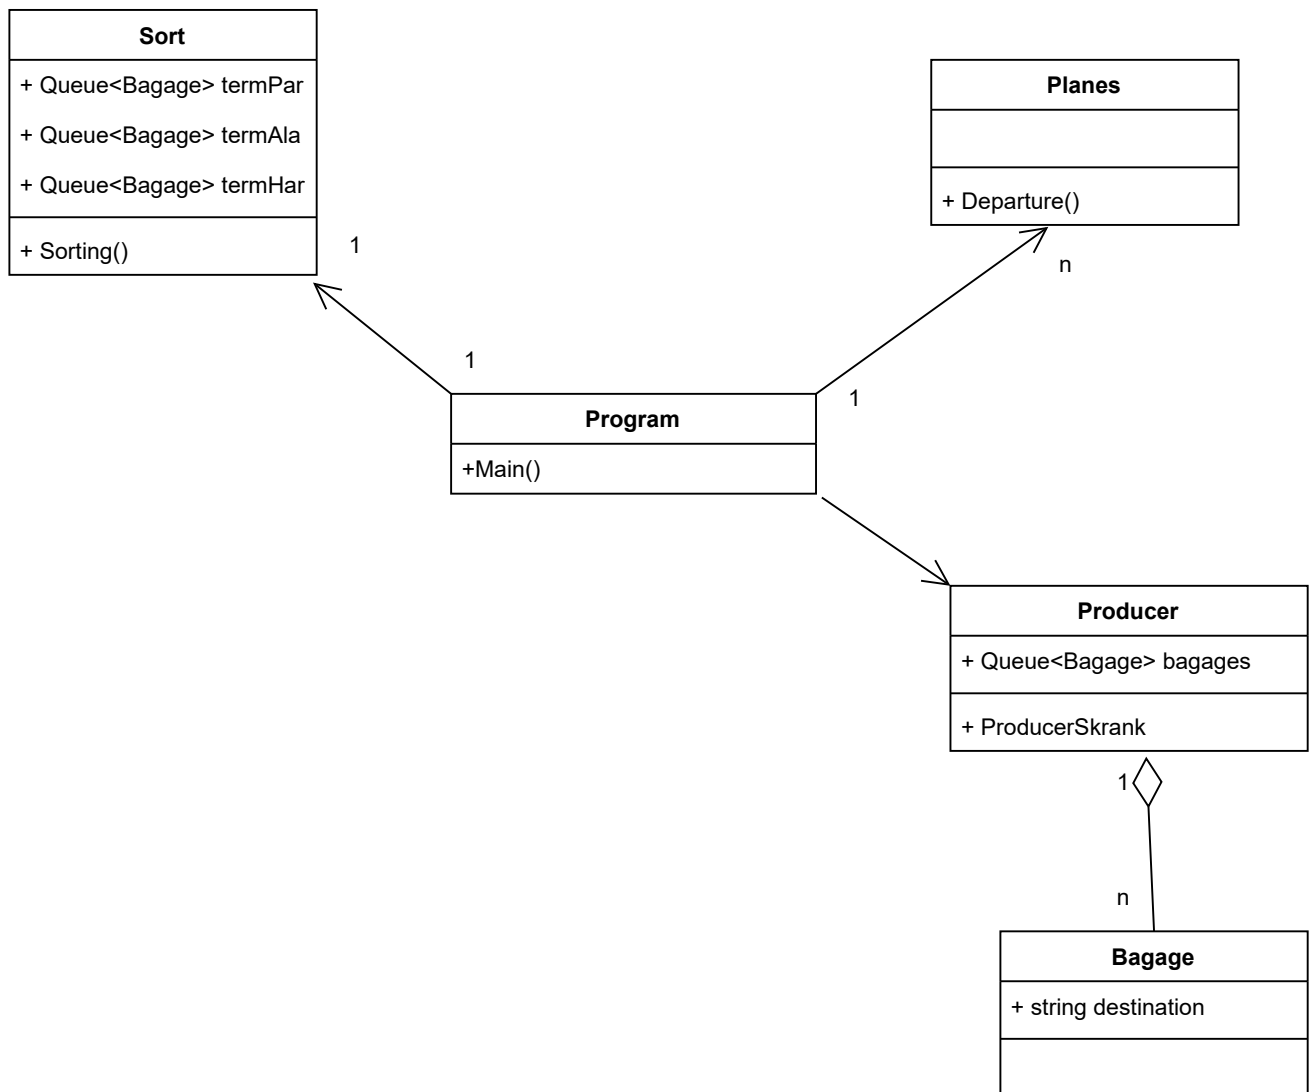 Sort
+ Queue<Bagage> termPar
+ Queue<Bagage> termAla
+ Queue<Bagage> termHar
+ Sorting()
1
Planes
+ Departure()
n
1
1
Program
+Main()
Producer
+ Queue<Bagage> bagages
+ ProducerSkrank
1
n
Bagage
+ string destination